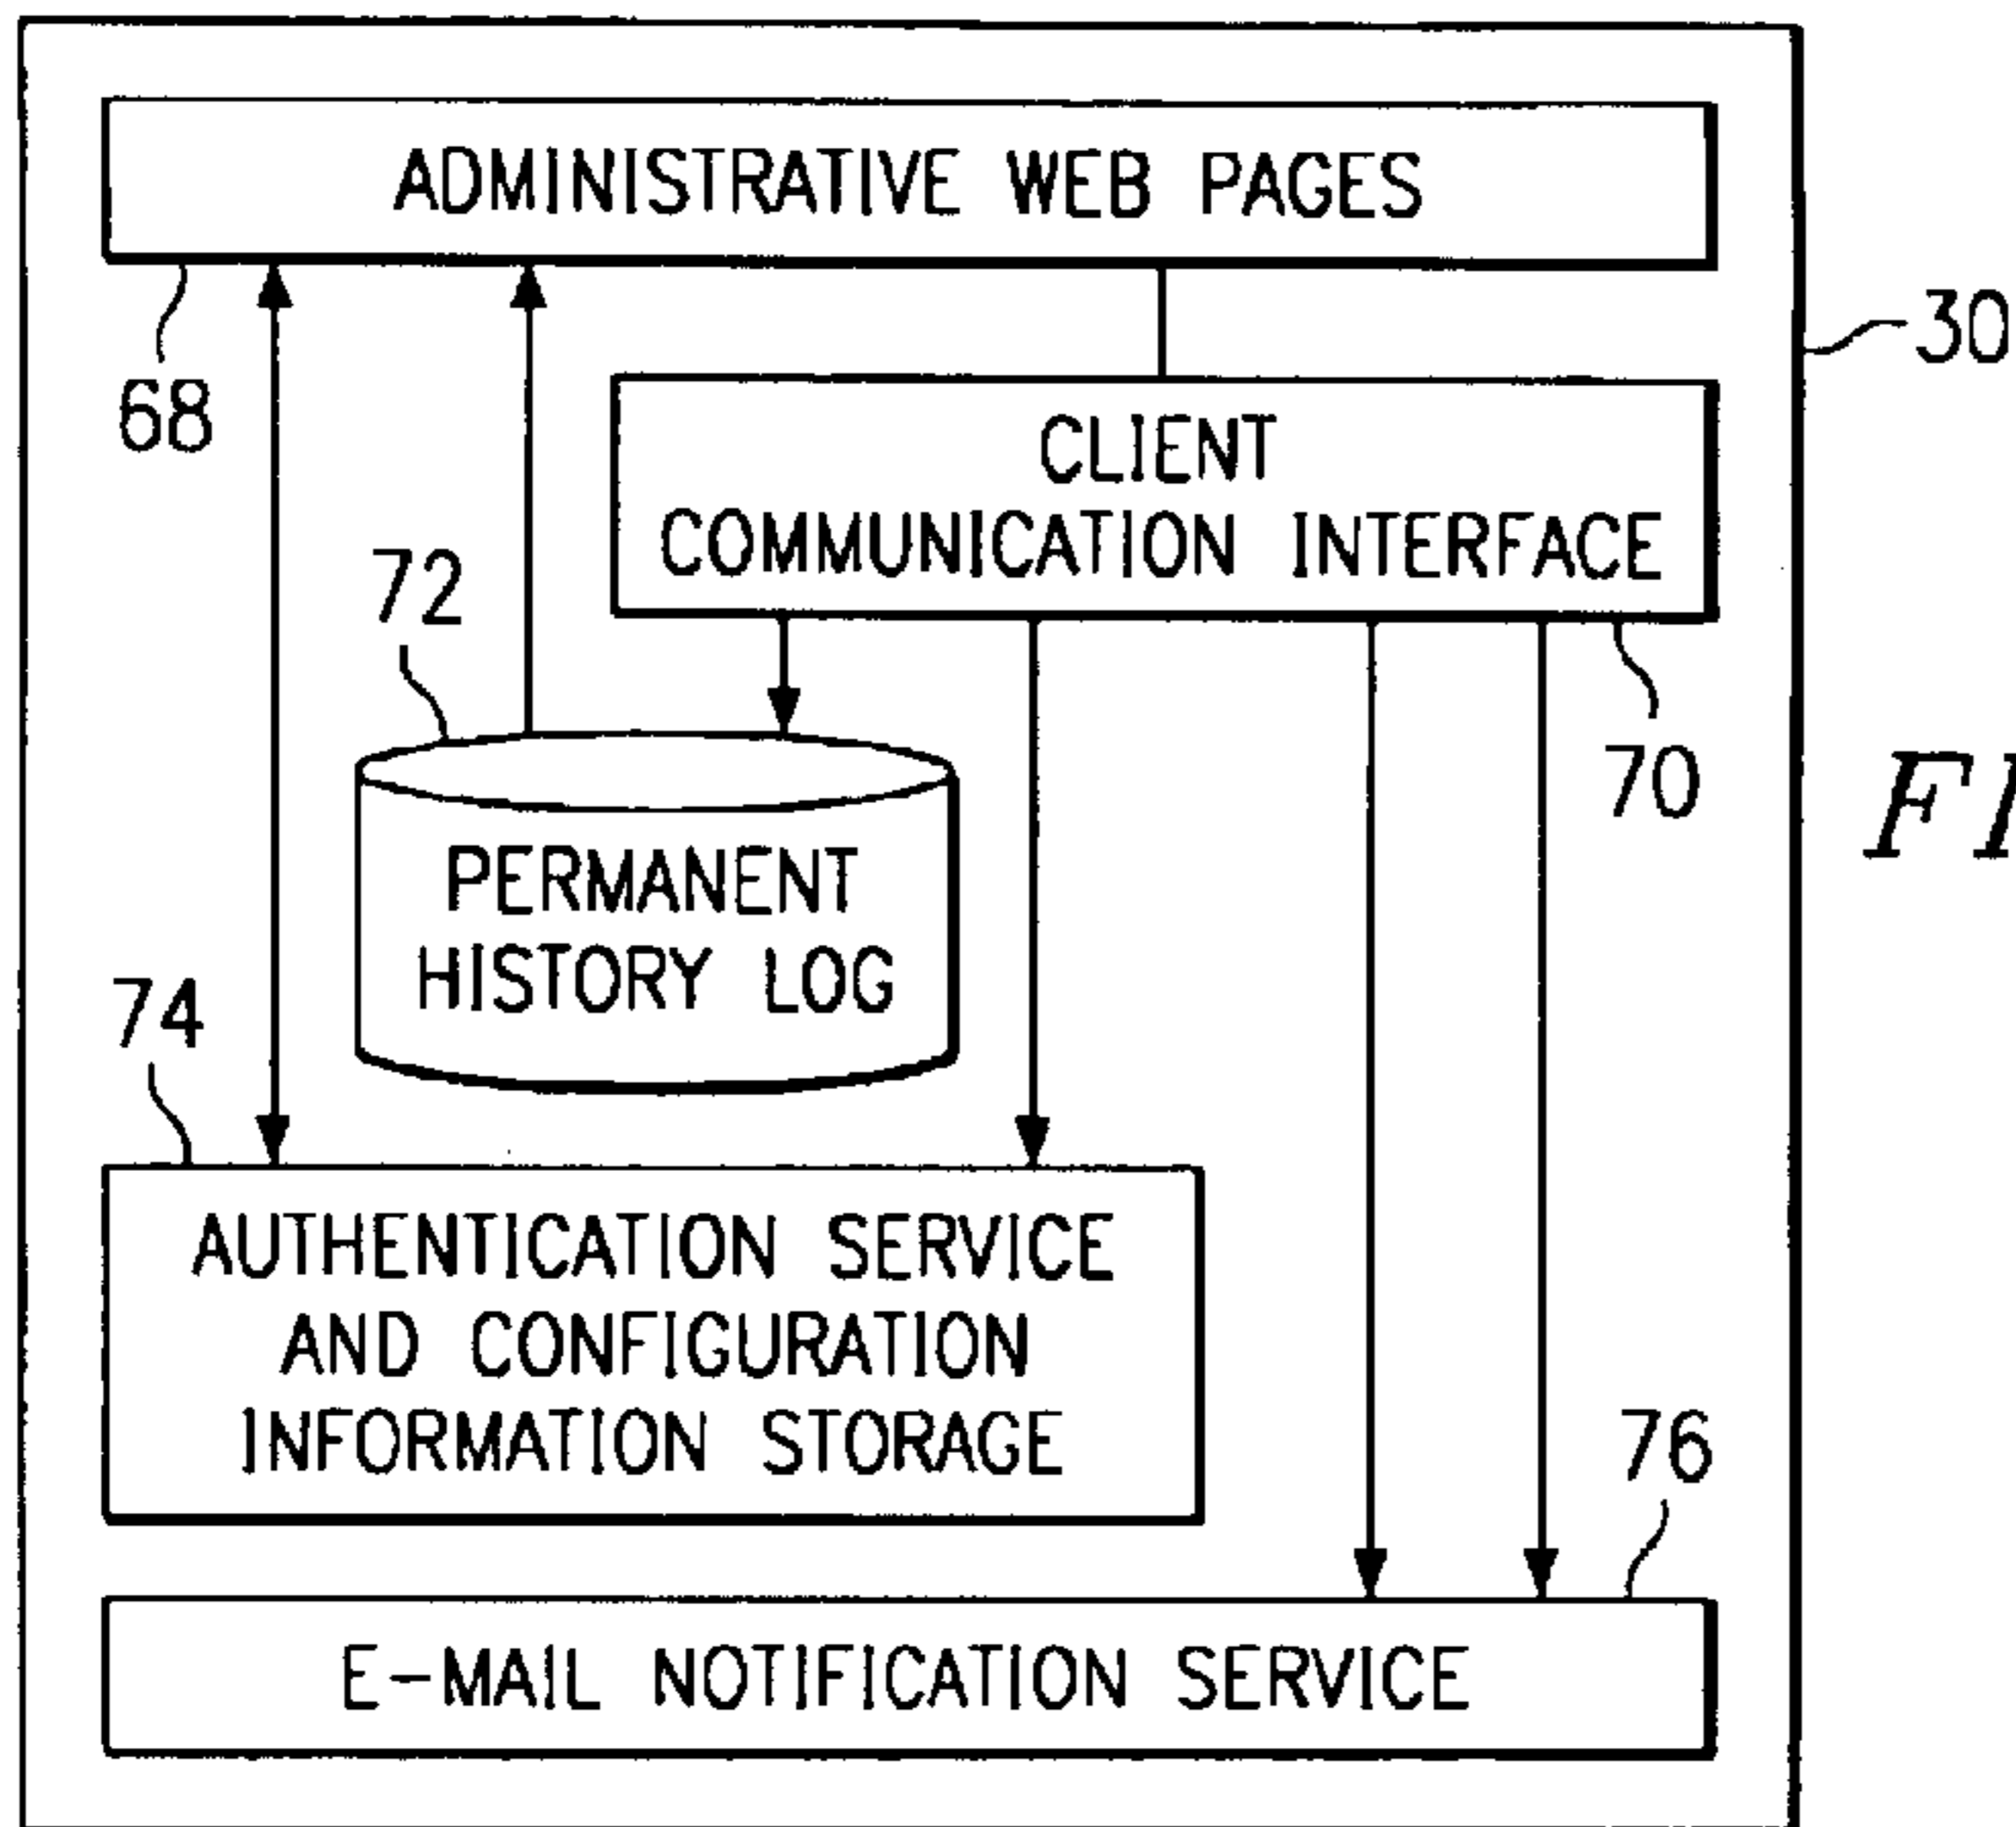 ADMINISTRATIVE WEB PAGES
30
68
CLIENT
COMMUNICATION INTERFACE
72
70
PERMANENT
HISTORY LOG
74
AUTHENTICATION SERVICE
AND CONFIGURATION
INFORMATION STORAGE
76
E-MAIL NOTIFICATION SERVICE